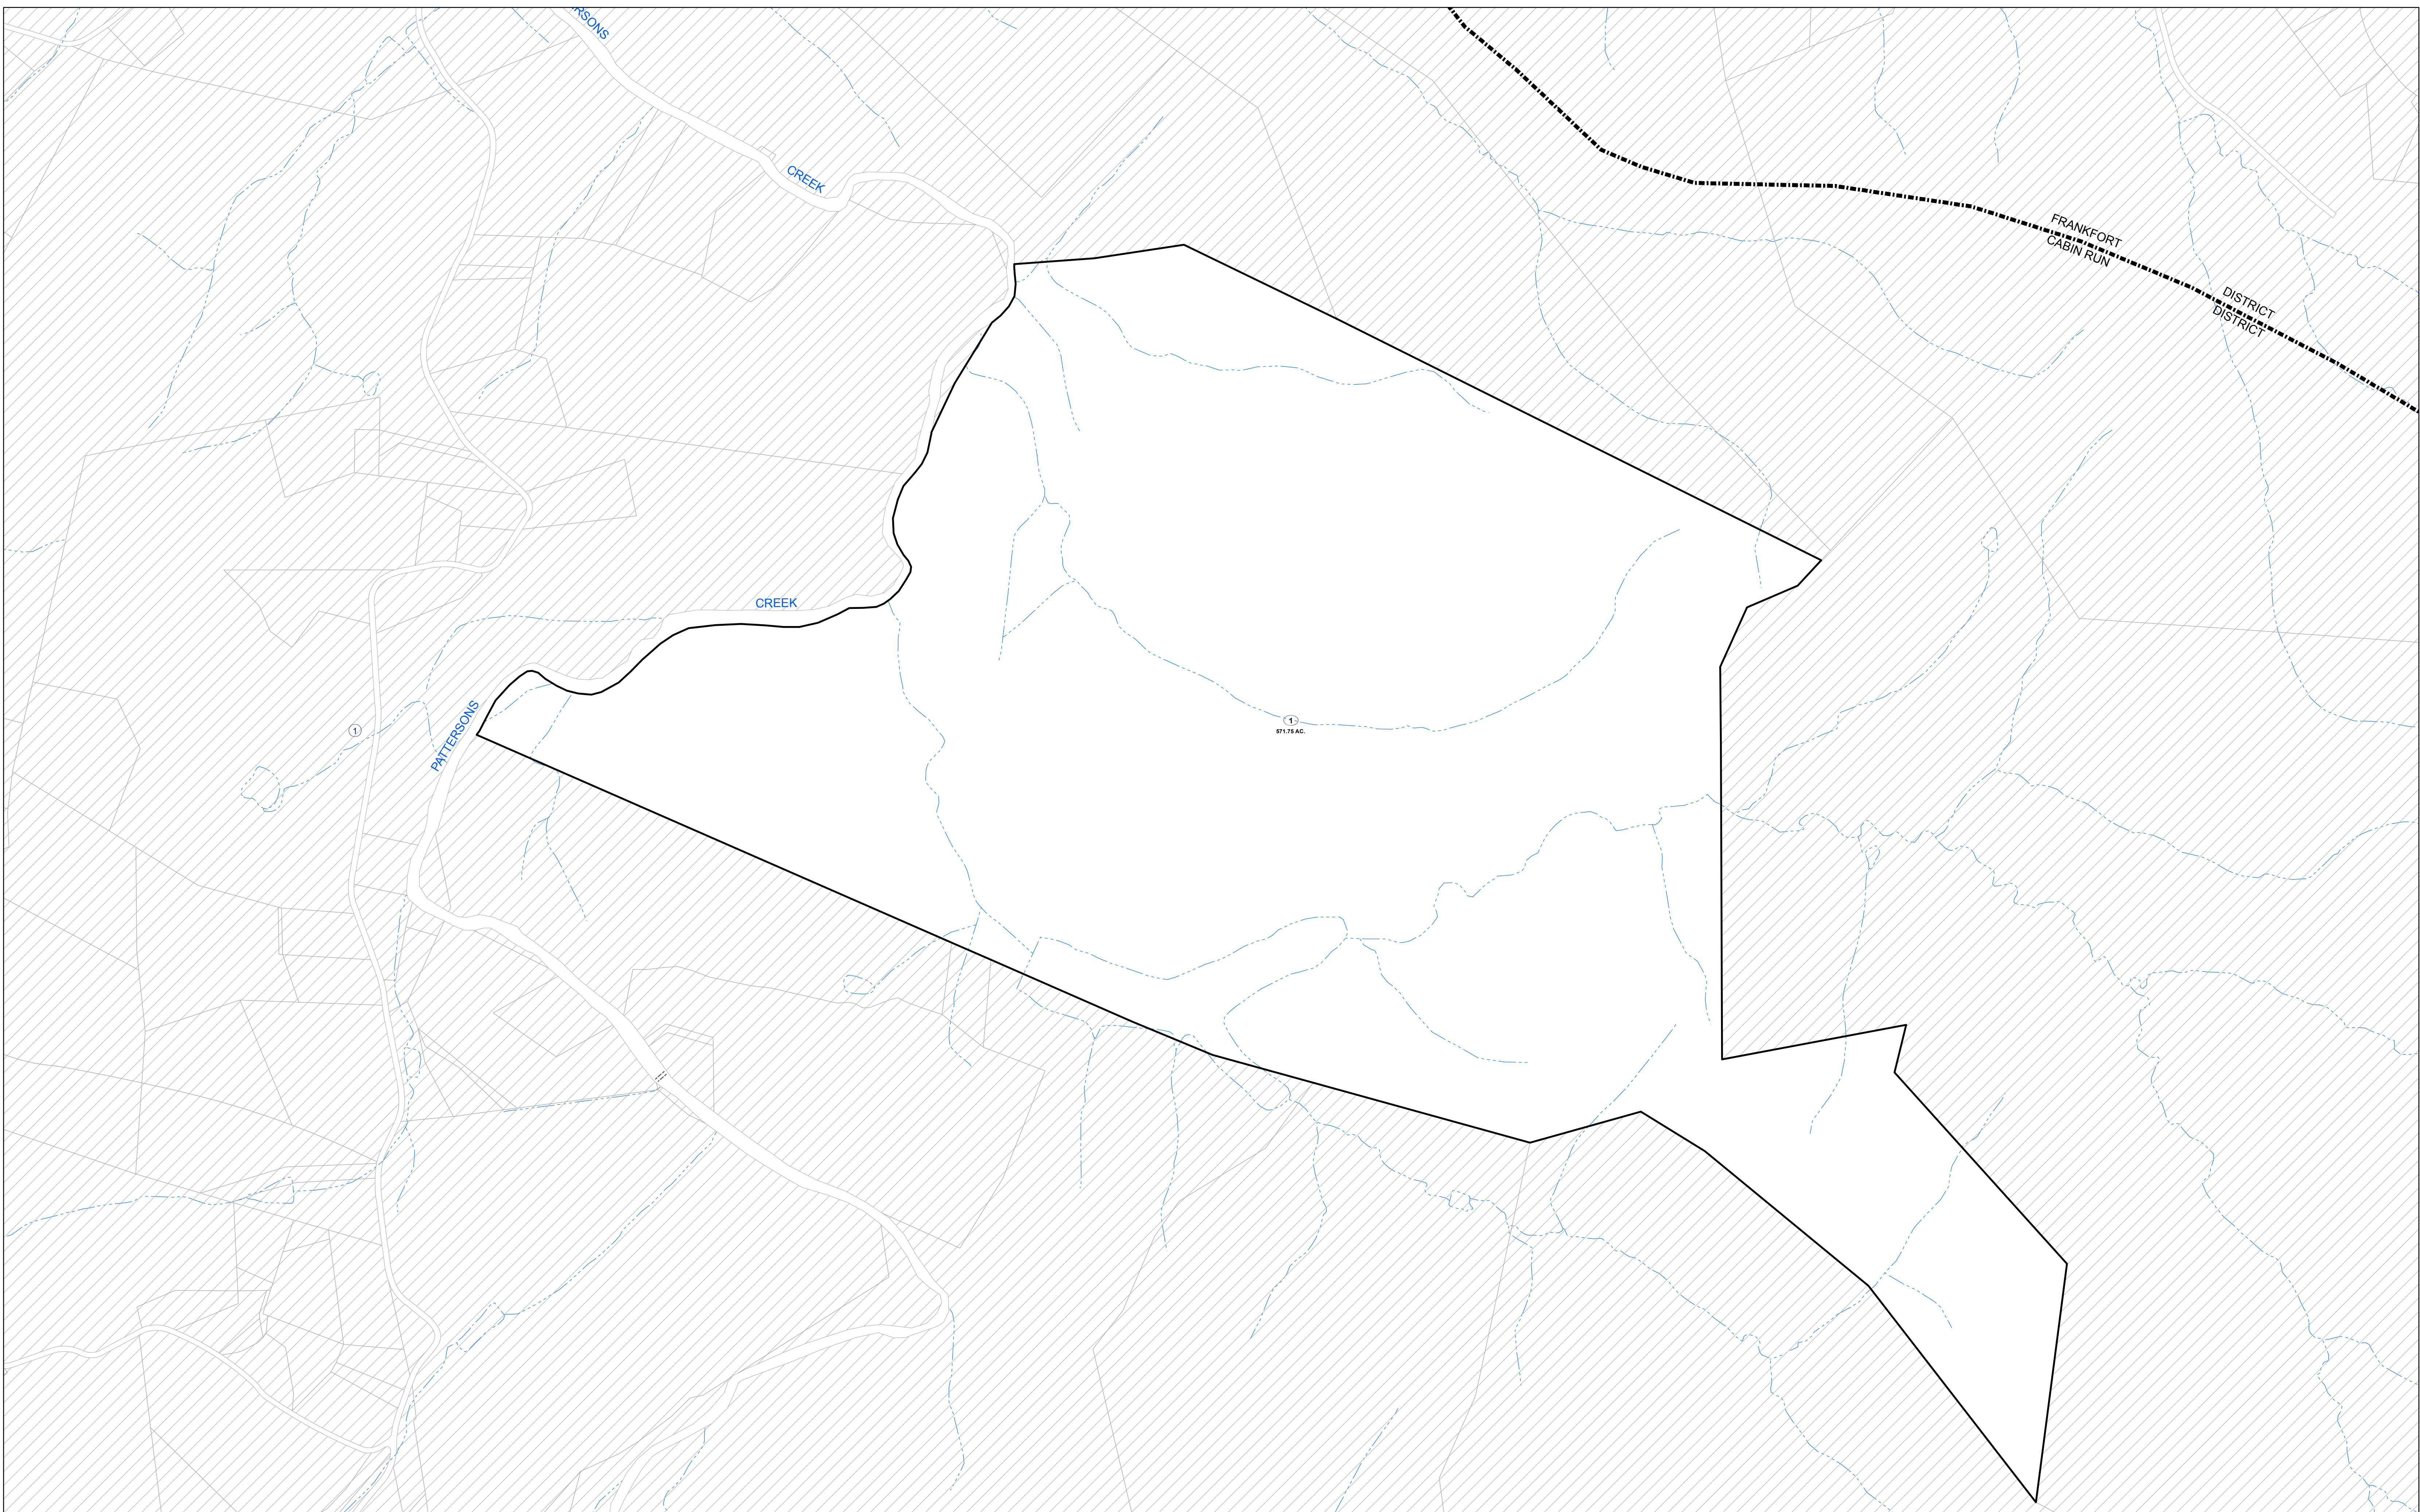 RSONS
CREEK
FRANKFORT
CABIN RUN
DISTRICT
DISTRICT
CREEK
PATTERSONS
1
1
571.75 AC.